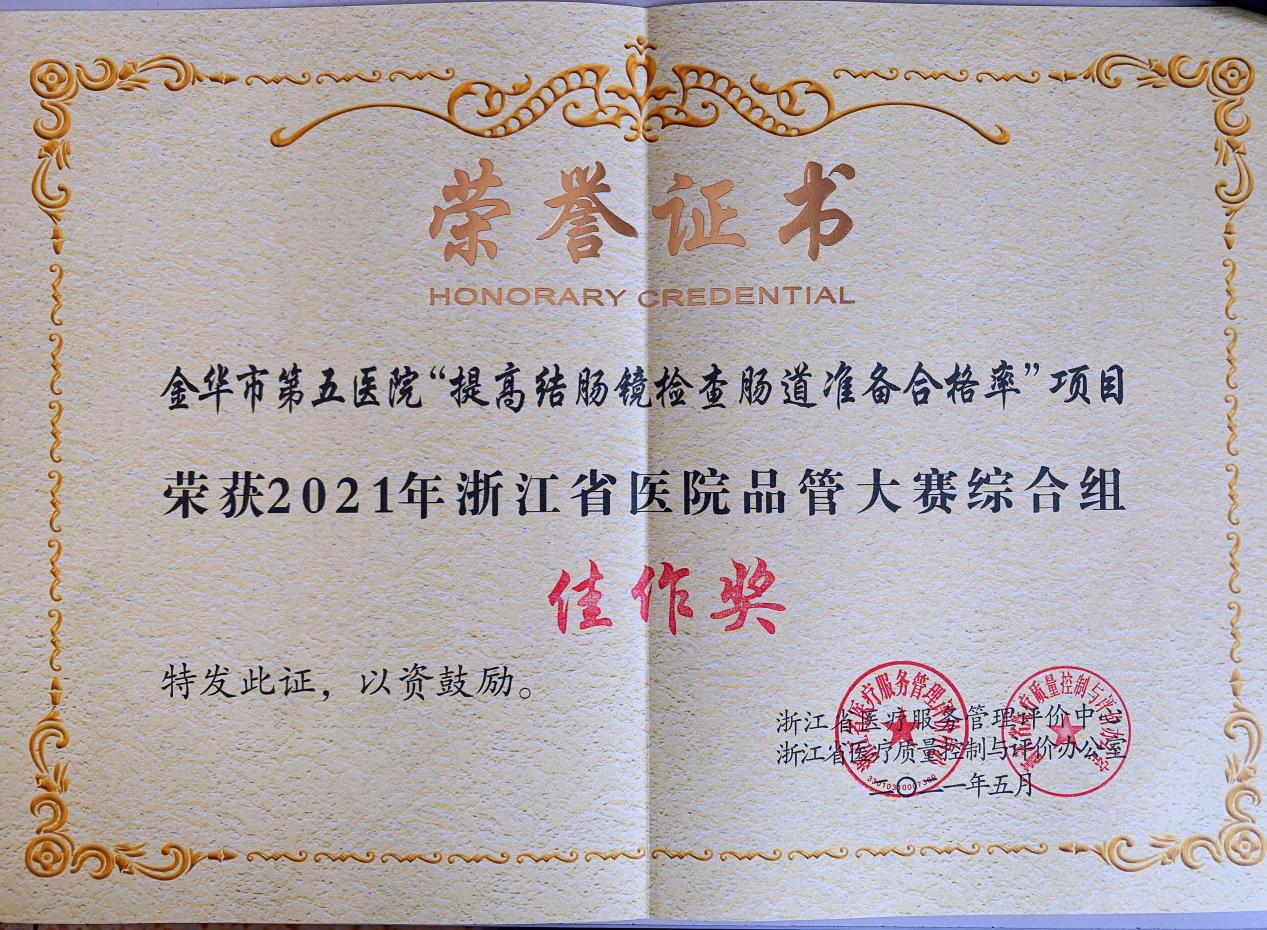 荣誉证书
HONORARY CREDENTIAL
金华市第五医院“提高结肠镜检查肠道准备合格率”项目
荣获2021年浙江省医院品管大赛综合组
佳作奖
特发此证，以资鼓励。
浙江省医疗服务管理评价中心
浙江省医疗质量控制与评价办公室
二〇二一年五月